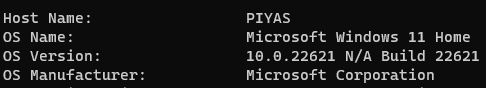 Host Name: PIYAS
OS Name: Microsoft Windows 11 Home
OS Version: 10.0.22621 N/A Build 22621
OS Manufacturer: Microsoft Corporation